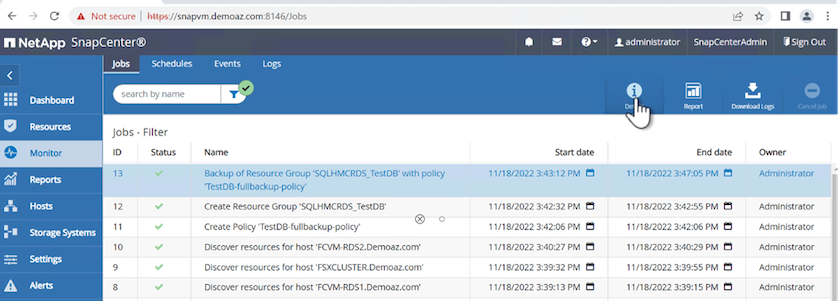 Not secure | https://snapvm.demoaz.com:8146/Jobs
NetApp SnapCenter®
administrator SnapCenterAdmin Sign Out
Jobs Schedules Events Logs
search by name
Dashboard
Resources
Monitor
Reports
Hosts
Storage Systems
Settings
Alerts
Report Download Logs Cancel Job
Jobs - Filter
ID Status Name Start date End date Owner
13 Backup of Resource Group 'SQLHMCRDS_TestDB' with policy 11/18/2022 3:43:12 PM 11/18/2022 3:47:05 PM Administrator
'TestDB-fullbackup-policy'
12 Create Resource Group 'SQLHMCRDS_TestDB' 11/18/2022 3:42:32 PM 11/18/2022 3:42:55 PM Administrator
11 Create Policy 'TestDB-fullbackup-policy' 11/18/2022 3:42:06 PM 11/18/2022 3:42:06 PM Administrator
10 Discover resources for host 'FCVM-RDS2.Demoaz.com' 11/18/2022 3:40:27 PM 11/18/2022 3:40:29 PM Administrator
9 Discover resources for host 'FSXCLUSTER.Demoaz.com' 11/18/2022 3:39:32 PM 11/18/2022 3:39:55 PM Administrator
8 Discover resources for host 'FCVM-RDS1.Demoaz.com' 11/18/2022 3:39:13 PM 11/18/2022 3:39:15 PM Administrator